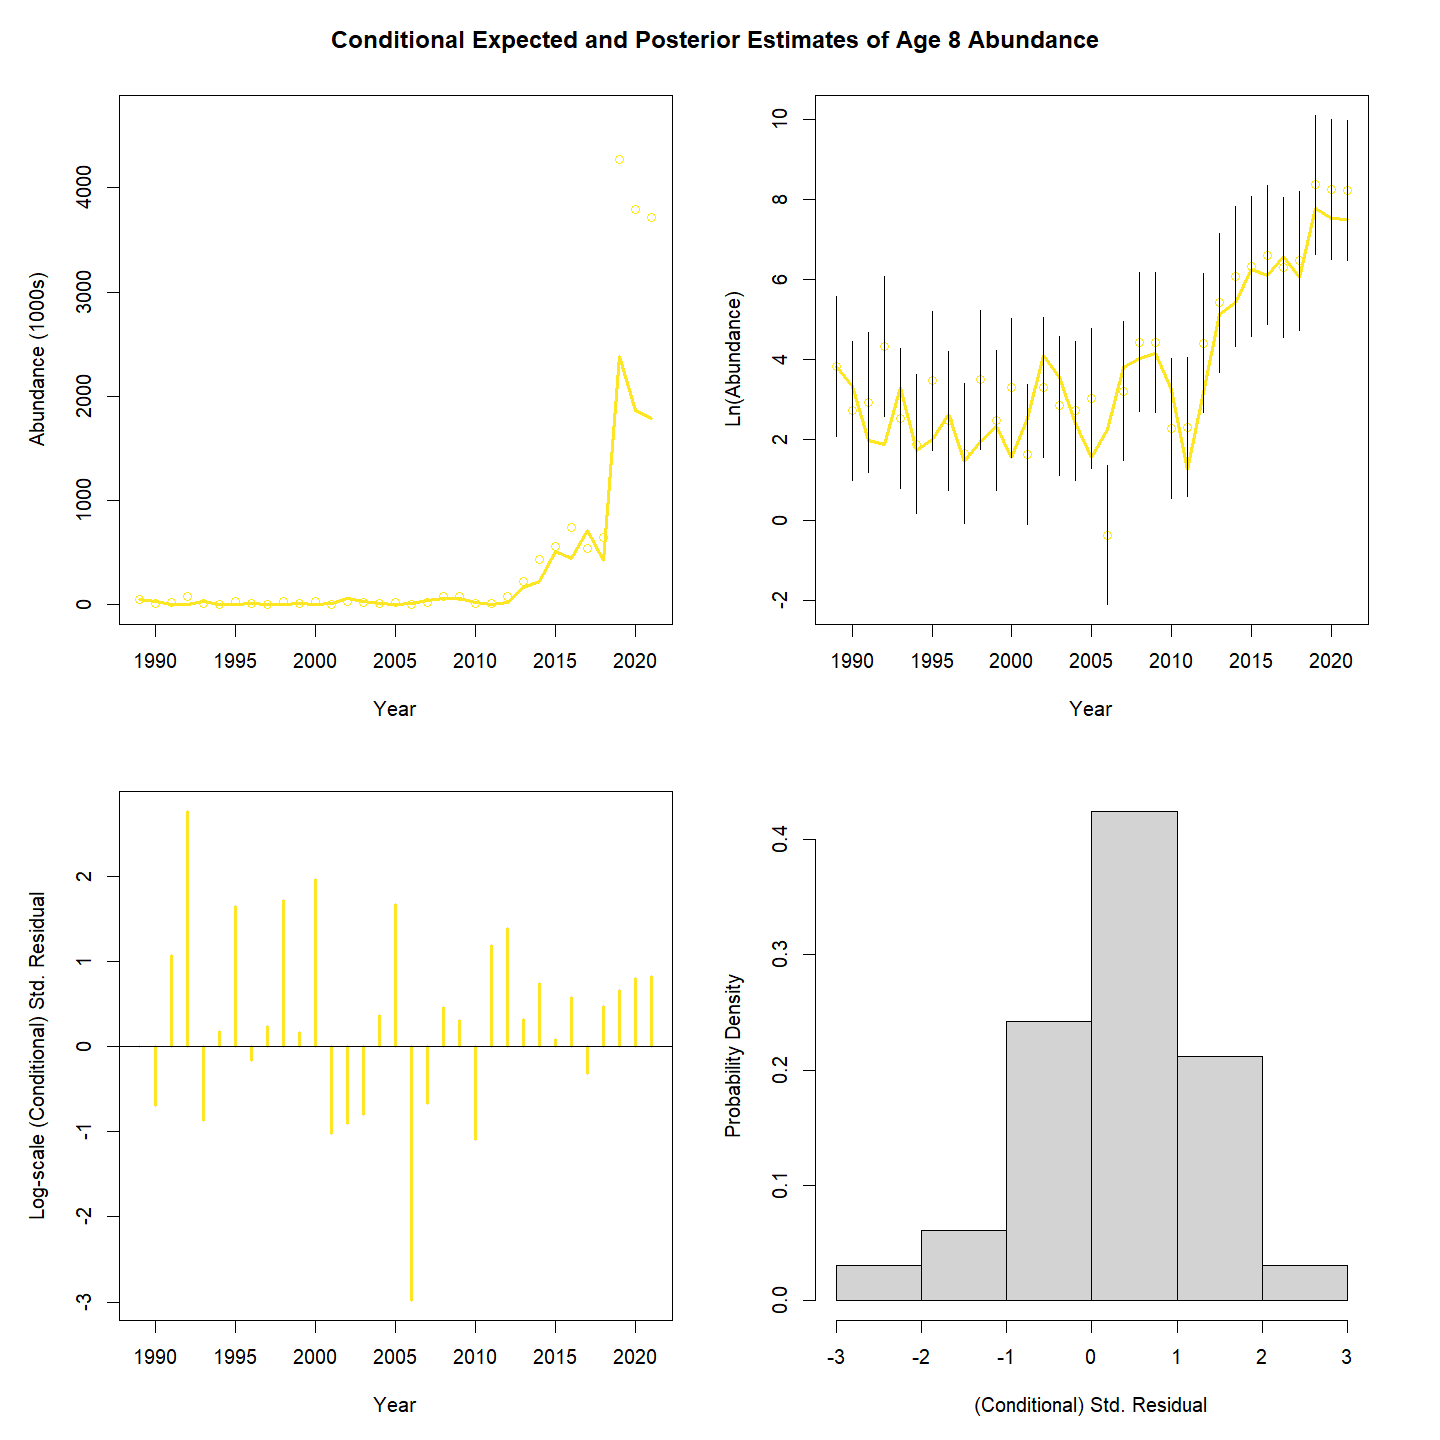 Conditional Expected and Posterior Estimates of Age 8 Abundance
Abundance (1000s)
4000
3000
2000
1000
0
1990 1995 2000 2005 2010 2015 2020
Year
Ln(Abundance)
10
8
6
4
2
0
-2
1990 1995 2000 2005 2010 2015 2020
Year
Log-scale (Conditional) Std. Residual
2
1
0
-1
-2
-3
1990 1995 2000 2005 2010 2015 2020
Year
Probability Density
0.4
0.3
0.2
0.1
0.0
-3 -2 -1 0 1 2 3
(Conditional) Std. Residual